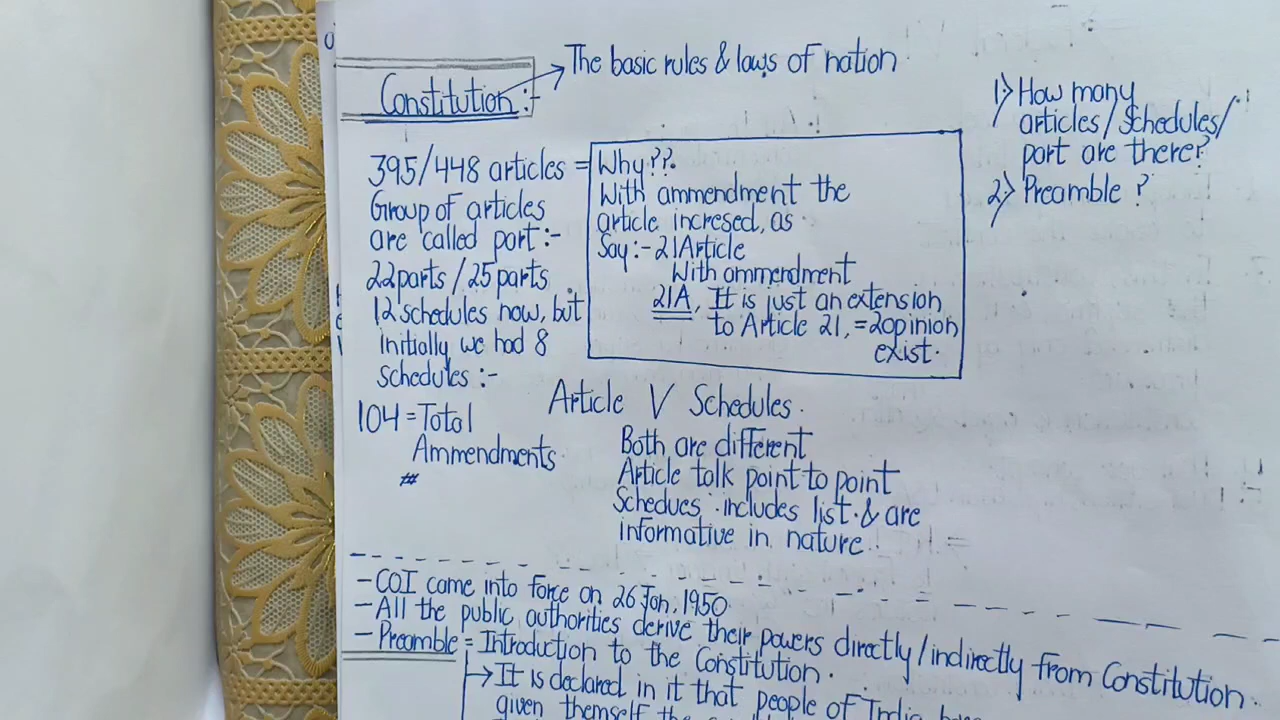 Constitution:-
The basic rules & laws of nation
1) How many
articles/Schedules/
part are there?
2) Preamble ?
395/448 articles =
Group of articles
are called part:-
22parts/25parts
12 schedules now, but
initially we had 8
schedules:-
104=Total
Ammendments
#
Why??
With ammendment the
article incresed, as
Say:- 21Article
With ammendment
21A, It is just an extension
to Article 21, =2opinion
exist.
Article V Schedules.
Both are different
Article talk point to point
Schedues includes list & are
informative in nature
- COI came into force on 26 Jan, 1950.
- All the public authorities derive their powers directly/indirectly from Constitution.
- Preamble = Introduction to the Constitution.
→ It is declared in it that people of India have
given themself the